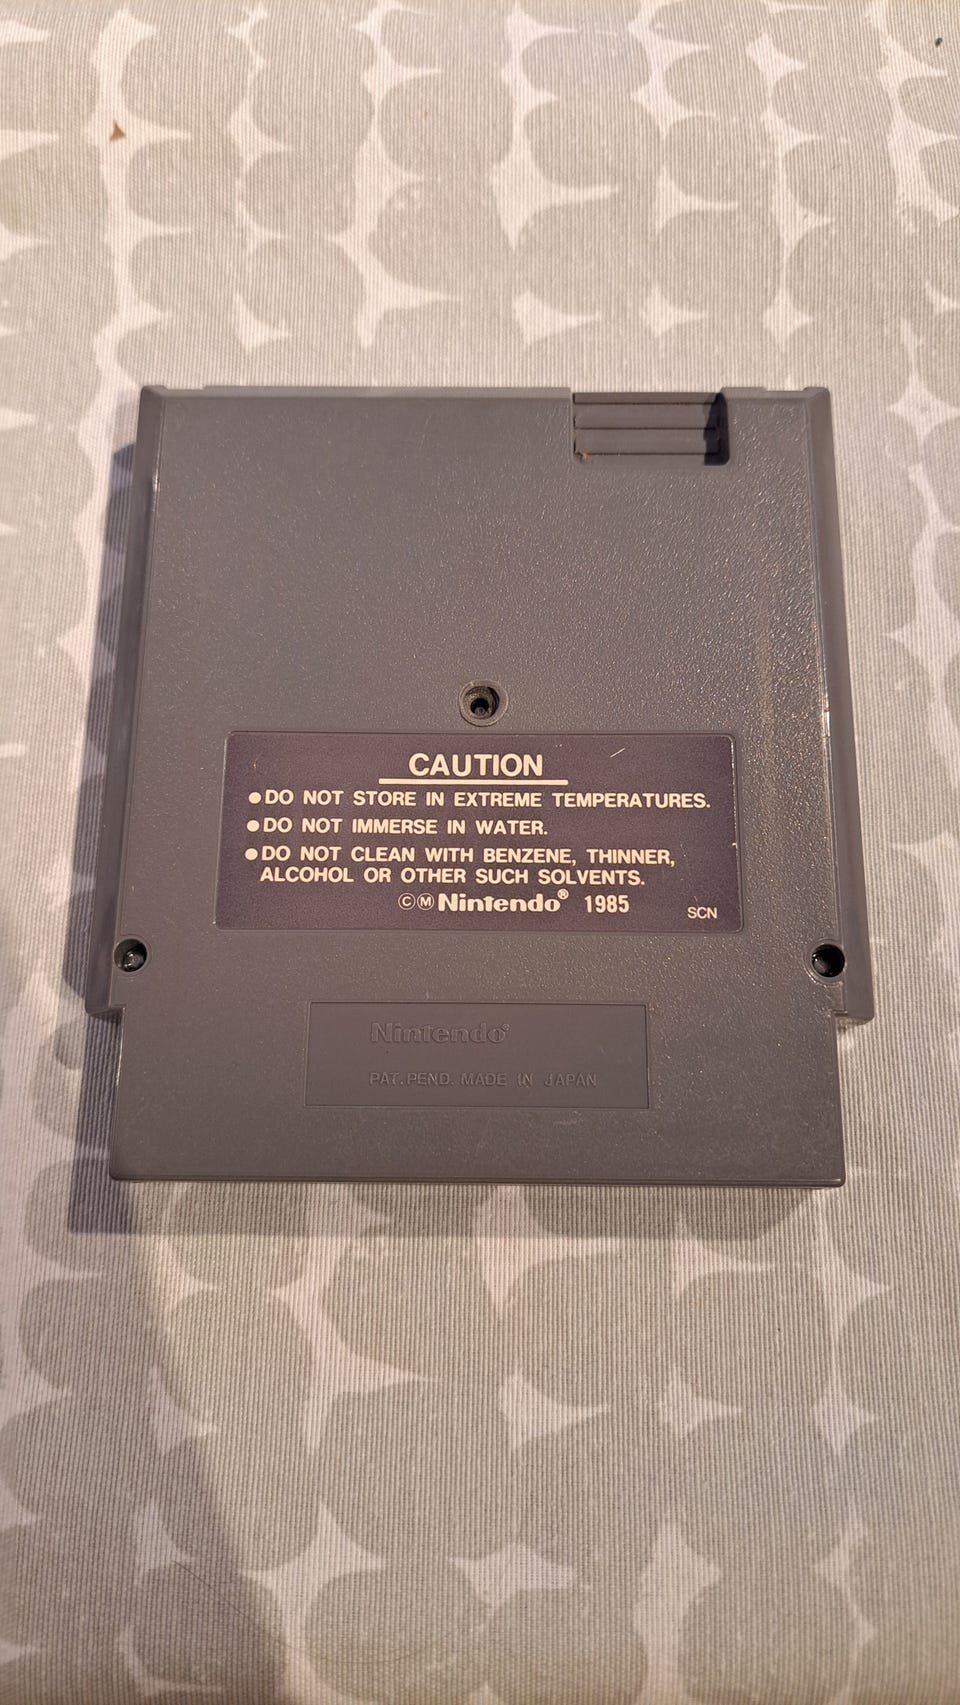 CAUTION
●DO NOT STORE IN EXTREME TEMPERATURES.
●DO NOT IMMERSE IN WATER.
●DO NOT CLEAN WITH BENZENE, THINNER,
ALCOHOL OR OTHER SUCH SOLVENTS.
©Ⓜ Nintendo® 1985
SCN
Nintendo®
PAT. PEND. MADE IN JAPAN